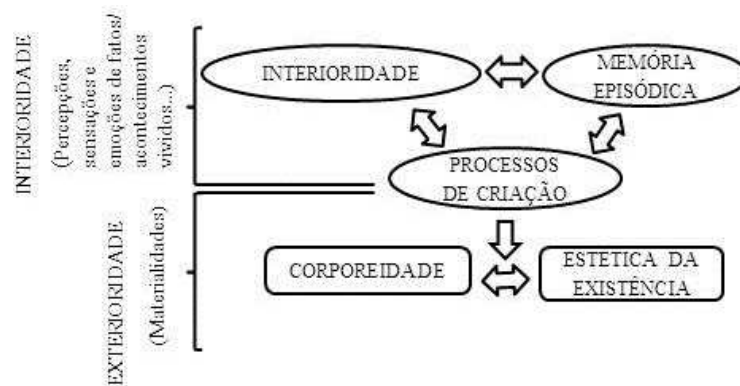 INTERIORIDADE
(Percepções,
sensações e
emoções de fatos/
acontecimentos
vividos...)
INTERIORIDADE
MEMÓRIA
EPISÓDICA
PROCESSOS
DE CRIAÇÃO
EXTERIORIDADE
(Materialidades)
CORPOREIDADE
ESTETICA DA
EXISTÊNCIA